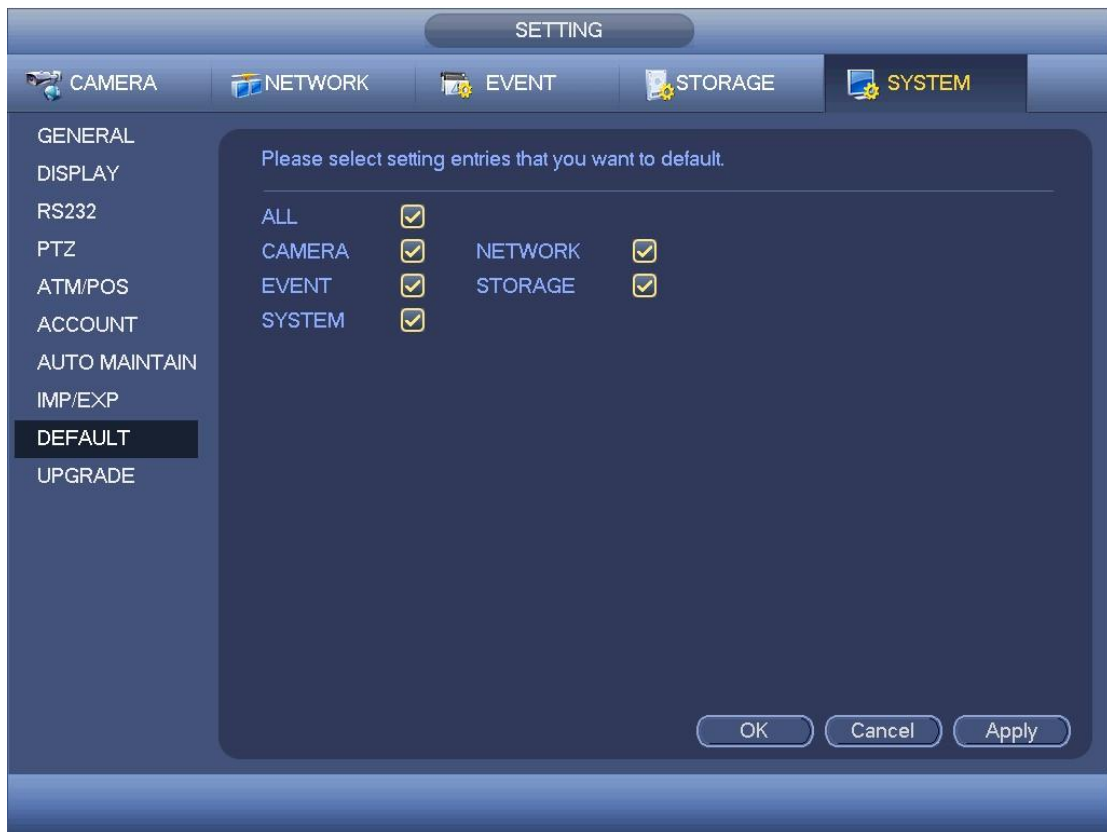 SETTING
CAMERA NETWORK EVENT STORAGE SYSTEM
GENERAL
DISPLAY
RS232
PTZ
ATM/POS
ACCOUNT
AUTO MAINTAIN
IMP/EXP
DEFAULT
UPGRADE
Please select setting entries that you want to default.
ALL
CAMERA NETWORK
EVENT STORAGE
SYSTEM
OK Cancel Apply